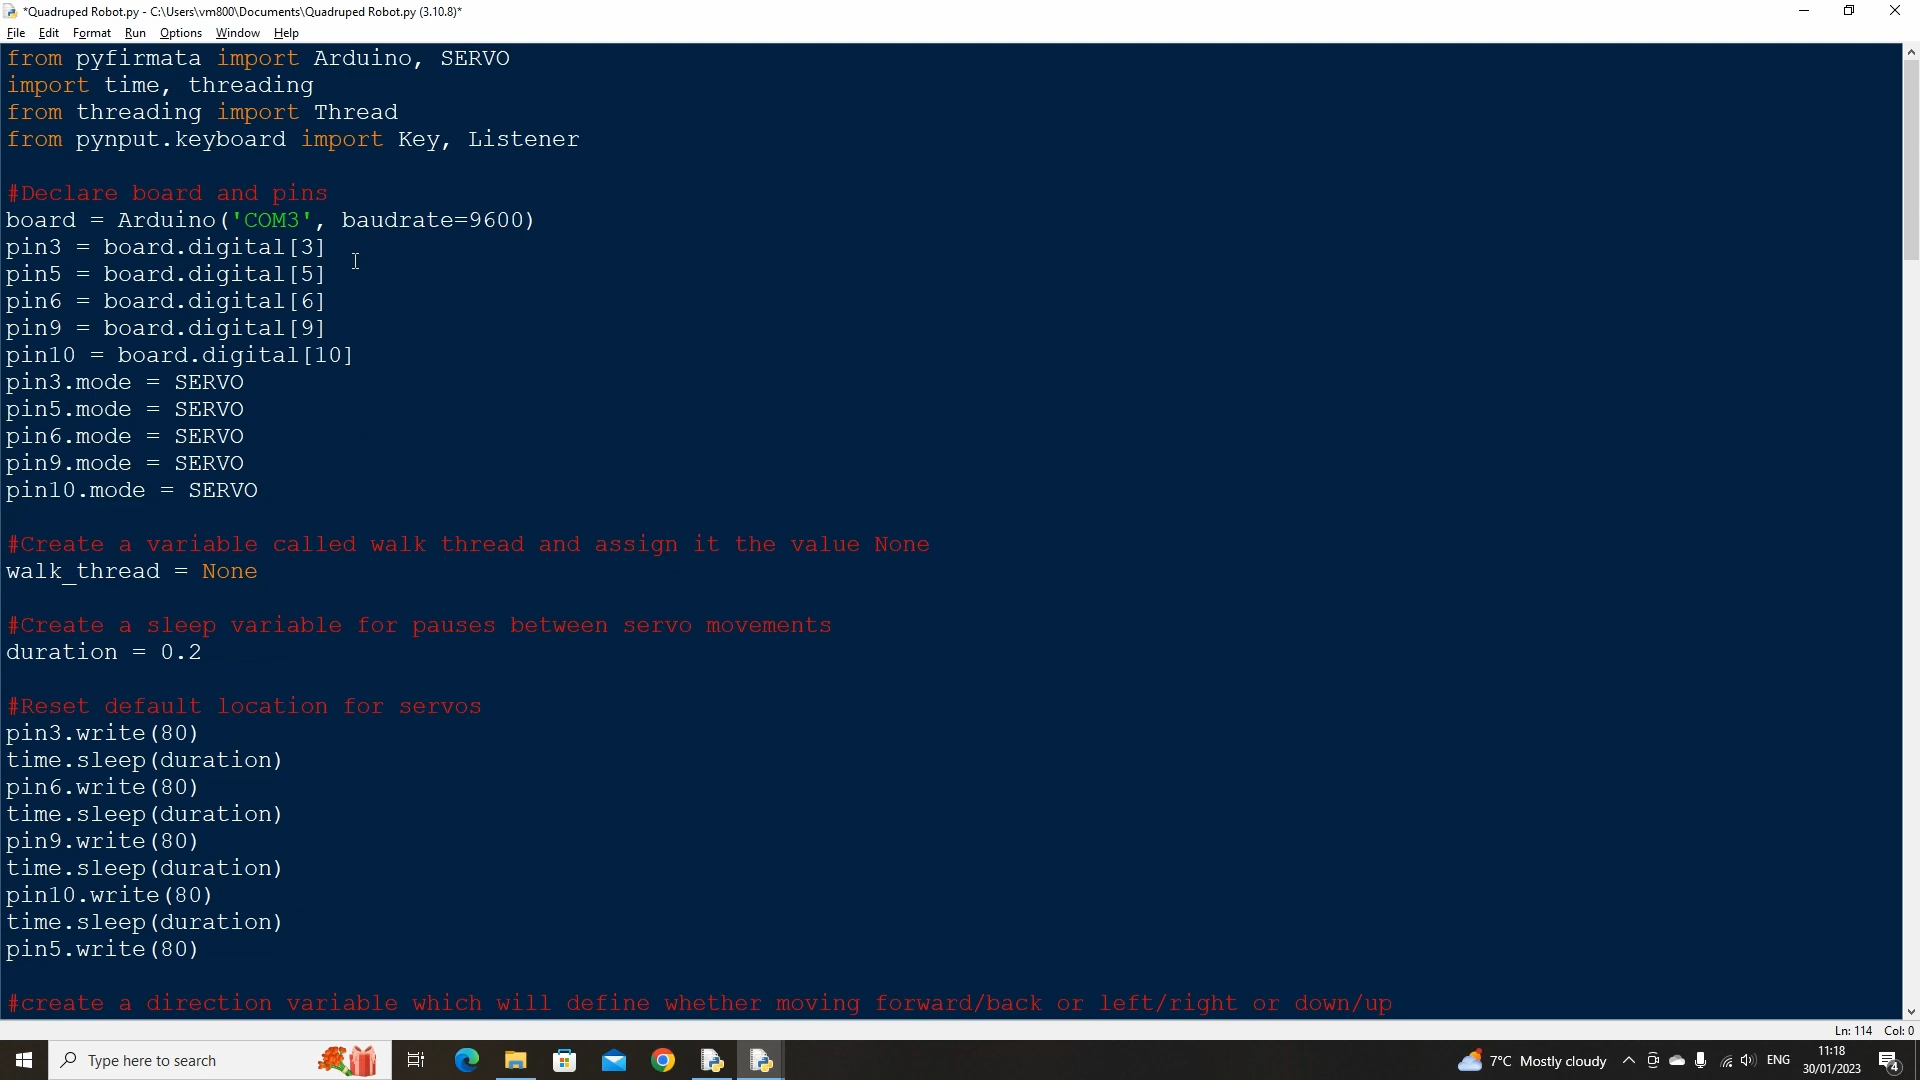 *Quadruped Robot.py - C:\Users\vm800\Documents\Quadruped Robot.py (3.10.8)*
File Edit Format Run Options Window Help
from pyfirmata import Arduino, SERVO
import time, threading
from threading import Thread
from pynput.keyboard import Key, Listener
#Declare board and pins
board = Arduino('COM3', baudrate=9600)
pin3 = board.digital[3]
pin5 = board.digital[5]
pin6 = board.digital[6]
pin9 = board.digital[9]
pin10 = board.digital[10]
pin3.mode = SERVO
pin5.mode = SERVO
pin6.mode = SERVO
pin9.mode = SERVO
pin10.mode = SERVO
#Create a variable called walk thread and assign it the value None
walk_thread = None
#Create a sleep variable for pauses between servo movements
duration = 0.2
#Reset default location for servos
pin3.write(80)
time.sleep(duration)
pin6.write(80)
time.sleep(duration)
pin9.write(80)
time.sleep(duration)
pin10.write(80)
time.sleep(duration)
pin5.write(80)
#create a direction variable which will define whether moving forward/back or left/right or down/up
Ln: 114 Col: 0
Type here to search
7°C Mostly cloudy
ENG
11:18
30/01/2023
4